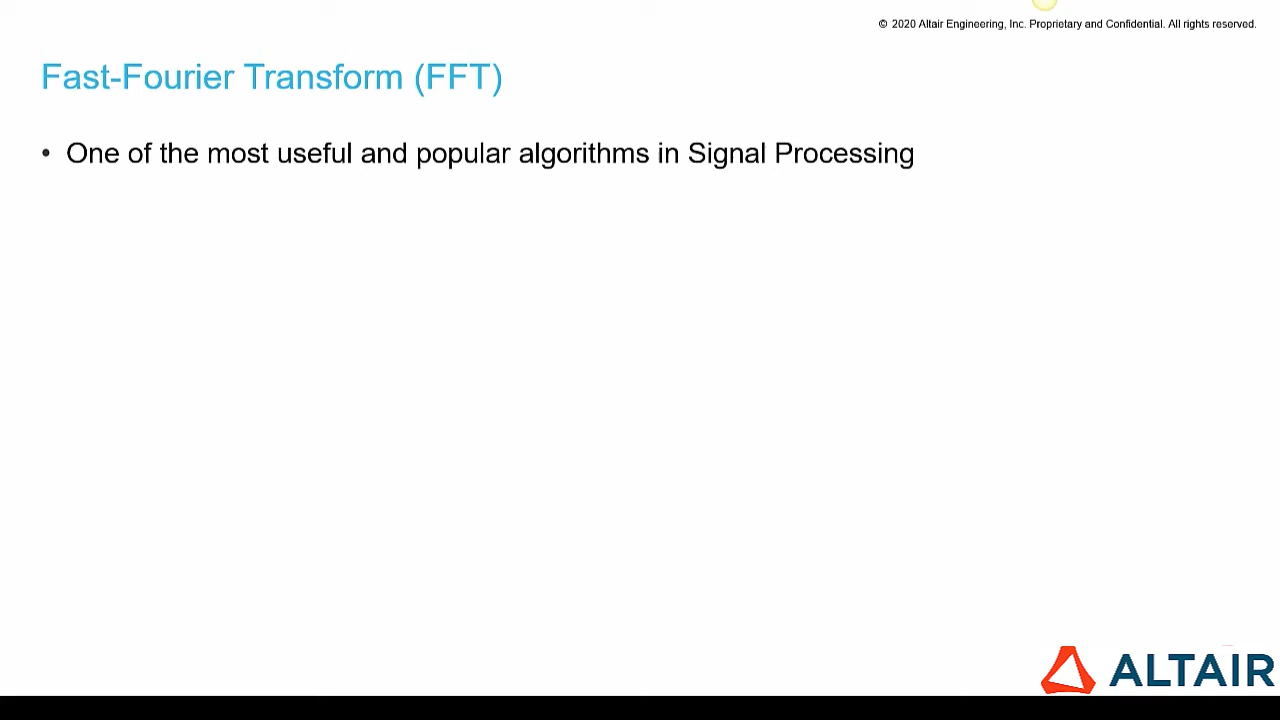 © 2020 Altair Engineering, Inc. Proprietary and Confidential. All rights reserved.
Fast-Fourier Transform (FFT)
• One of the most useful and popular algorithms in Signal Processing
ALTAIR